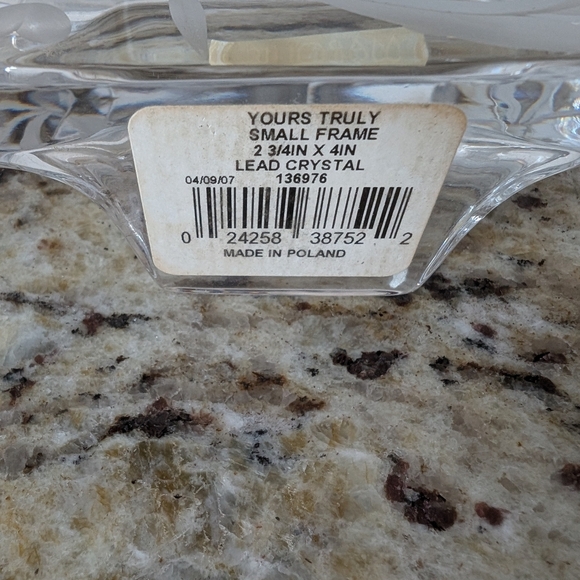 YOURS TRULY
SMALL FRAME
2 3/4IN X 4IN
LEAD CRYSTAL
04/09/07 136976
0 24258 38752 2
MADE IN POLAND